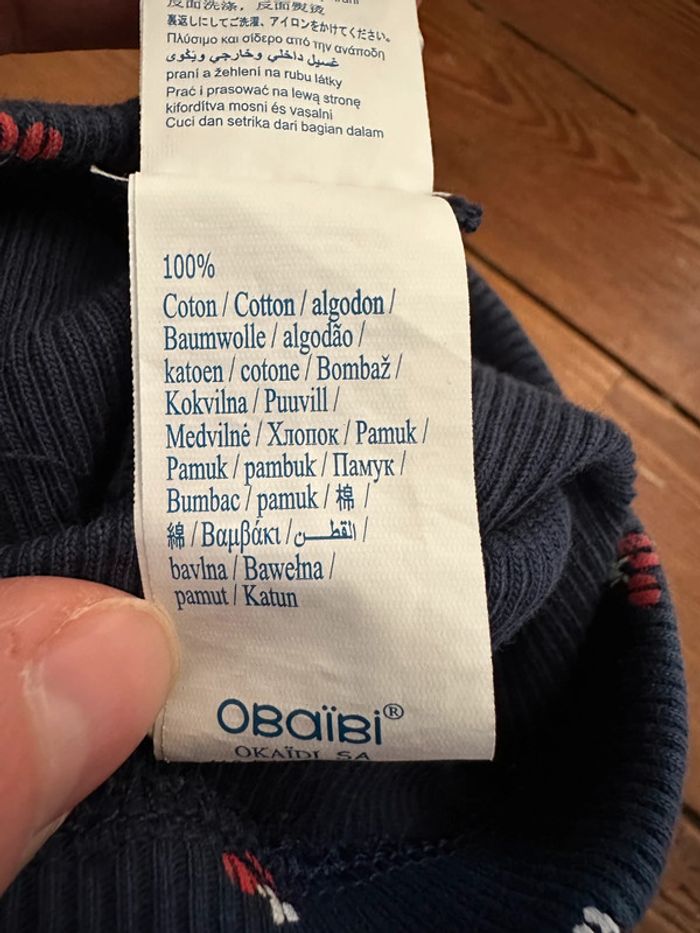 反面洗滌，反面熨燙
裏返しにしてご洗濯、アイロンをかけてください。
Πλύσιμο και σίδερο από την ανάποδη
غسيل داخلي وخارجي ويُكوى
praní a žehlení na rubu látky
Prać i prasować na lewą stronę
kifordítva mosni és vasalni
Cuci dan setrika dari bagian dalam
100%
Coton / Cotton / algodon /
Baumwolle / algodão /
katoen / cotone / Bombaž /
Kokvilna / Puuvill /
Medvilnė / Хлопок / Pamuk /
Pamuk / pambuk / Памук /
Bumbac / pamuk / 棉 /
綿 / Βαμβάκι / القطن /
bavlna / Bawełna /
pamut / Katun
OBAÏBI®
OKAÏDI SA